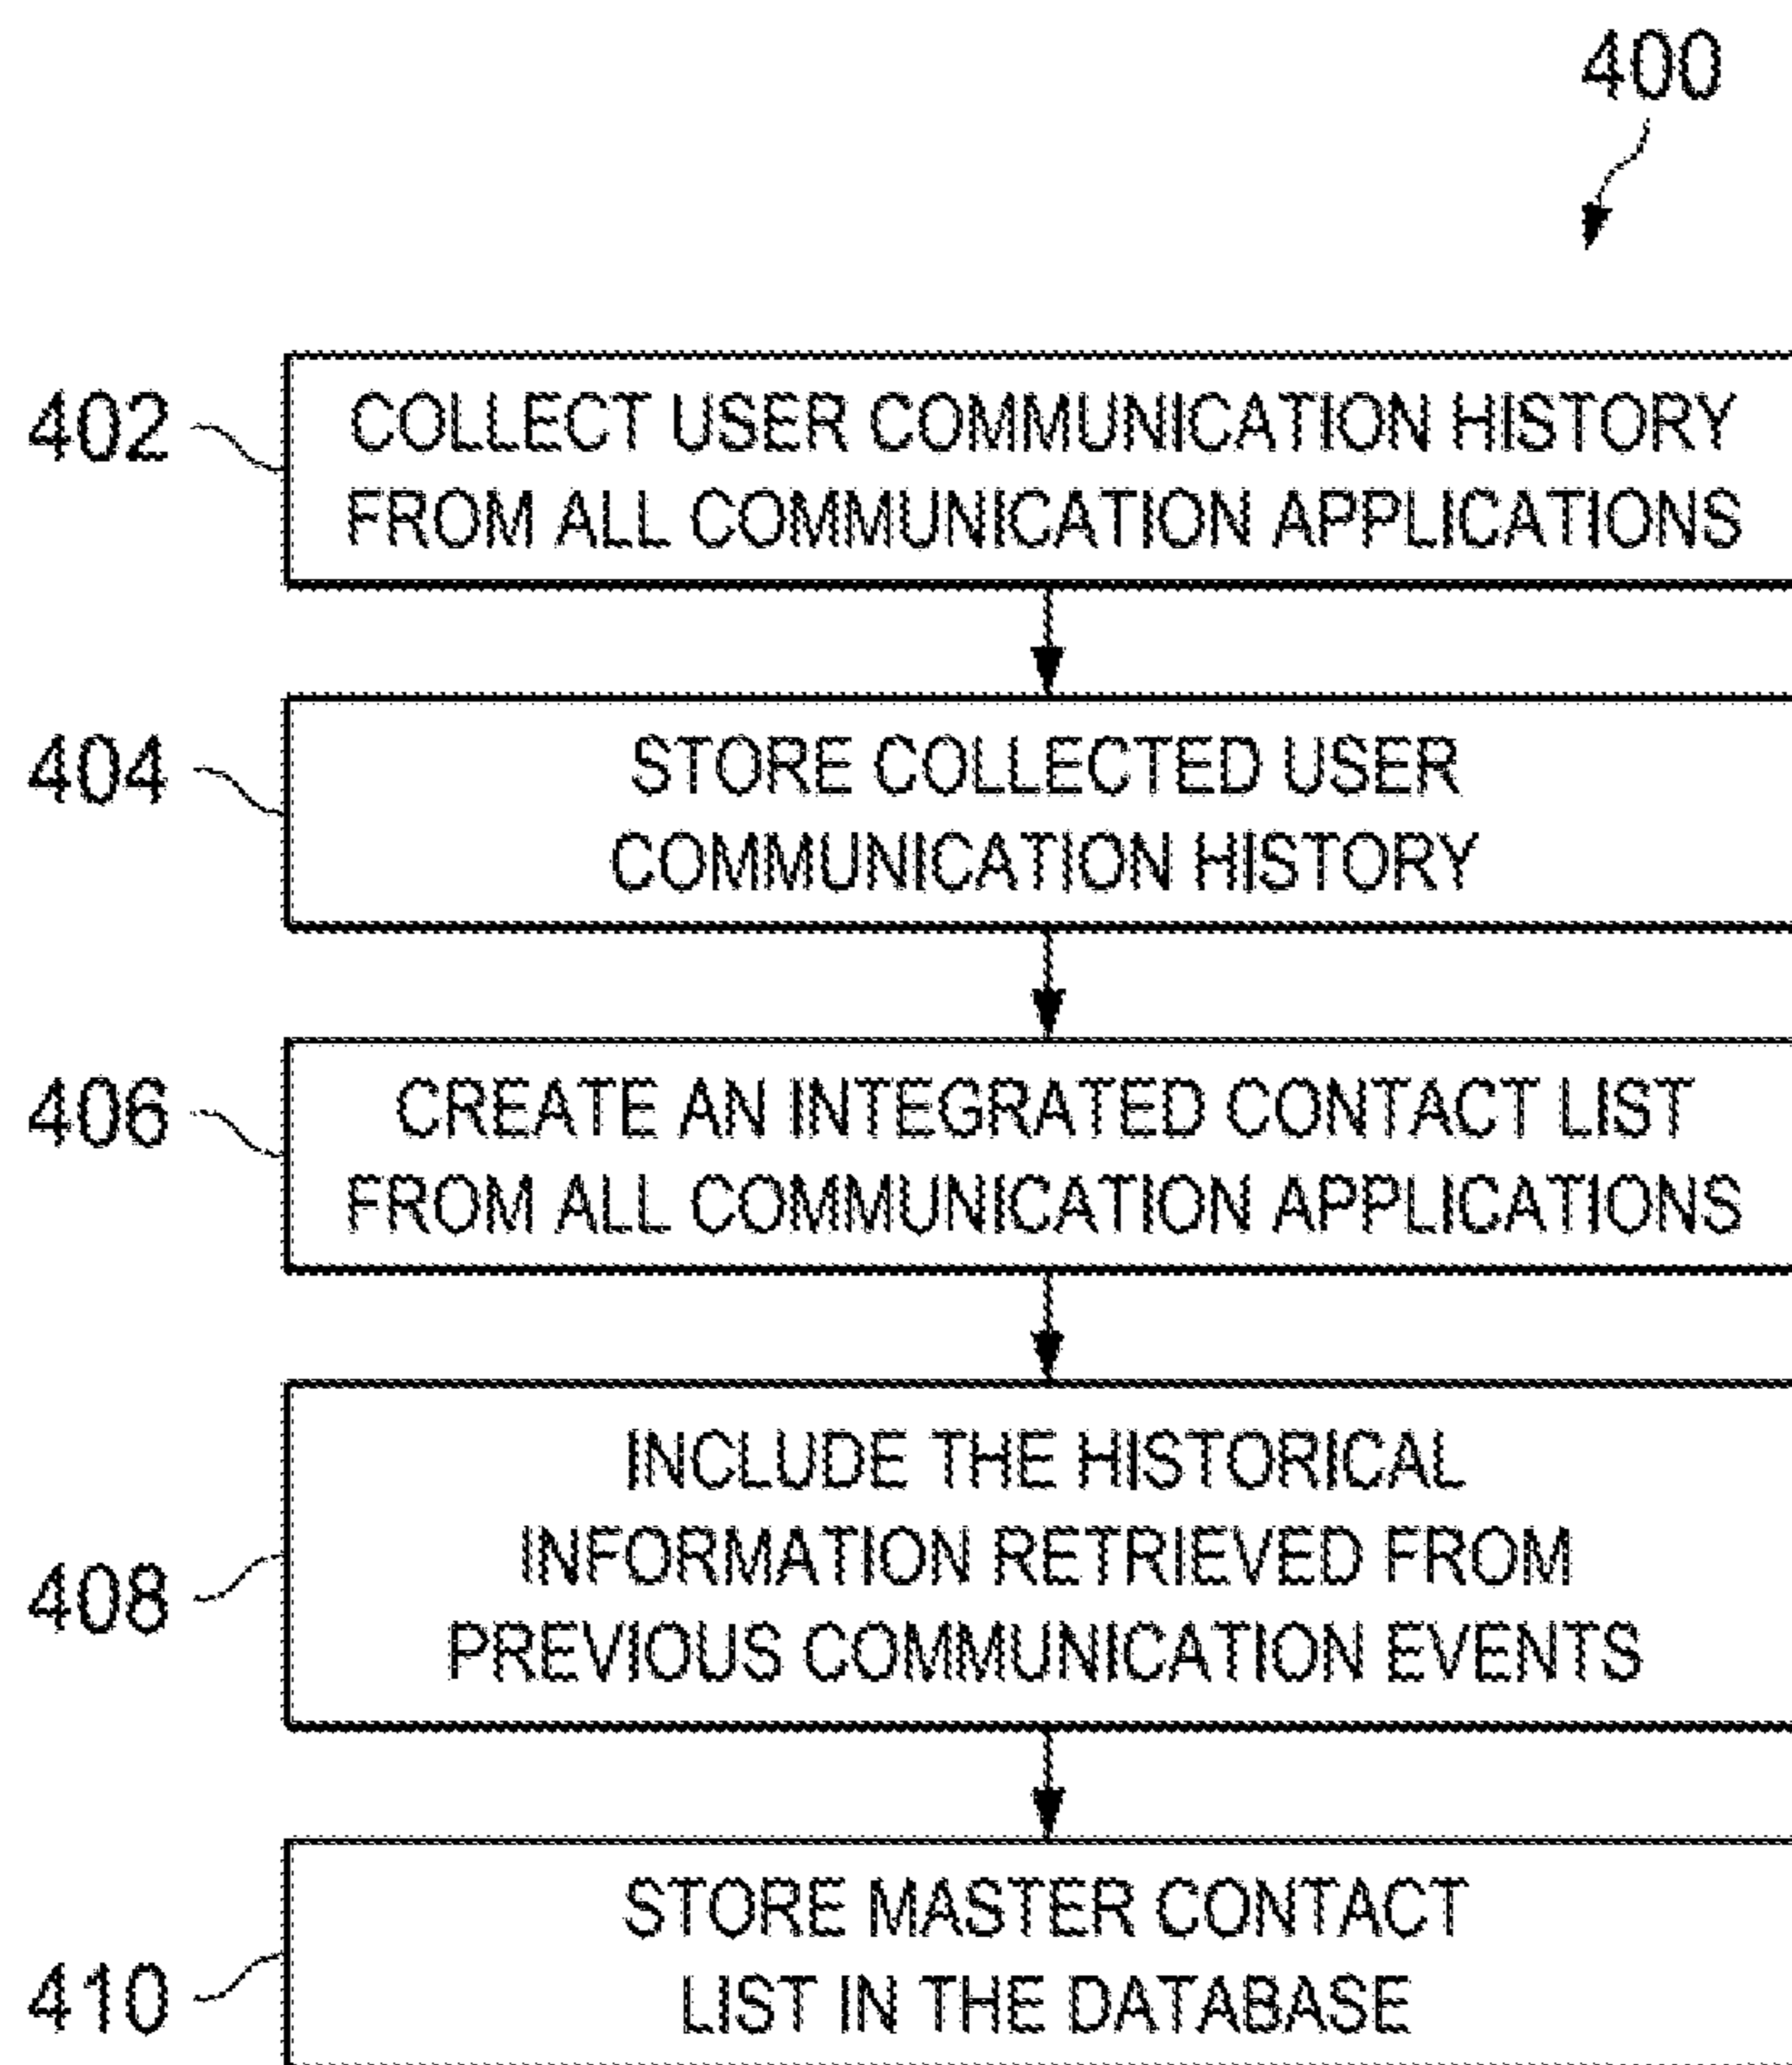 400
402
COLLECT USER COMMUNICATION HISTORY
FROM ALL COMMUNICATION APPLICATIONS
404
STORE COLLECTED USER
COMMUNICATION HISTORY
406
CREATE AN INTEGRATED CONTACT LIST
FROM ALL COMMUNICATION APPLICATIONS
408
INCLUDE THE HISTORICAL
INFORMATION RETRIEVED FROM
PREVIOUS COMMUNICATION EVENTS
410
STORE MASTER CONTACT
LIST IN THE DATABASE